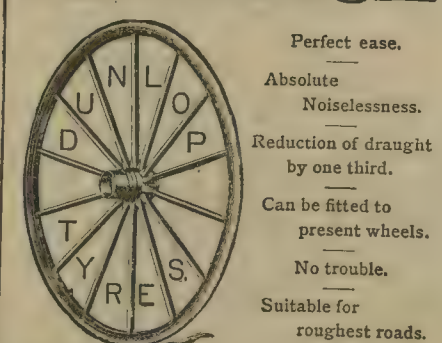 DUNLOP
TYRES.
Perfect ease.
Absolute
Noiselessness.
Reduction of draught
by one third.
Can be fitted to
present wheels.
No trouble.
Suitable for
roughest roads.